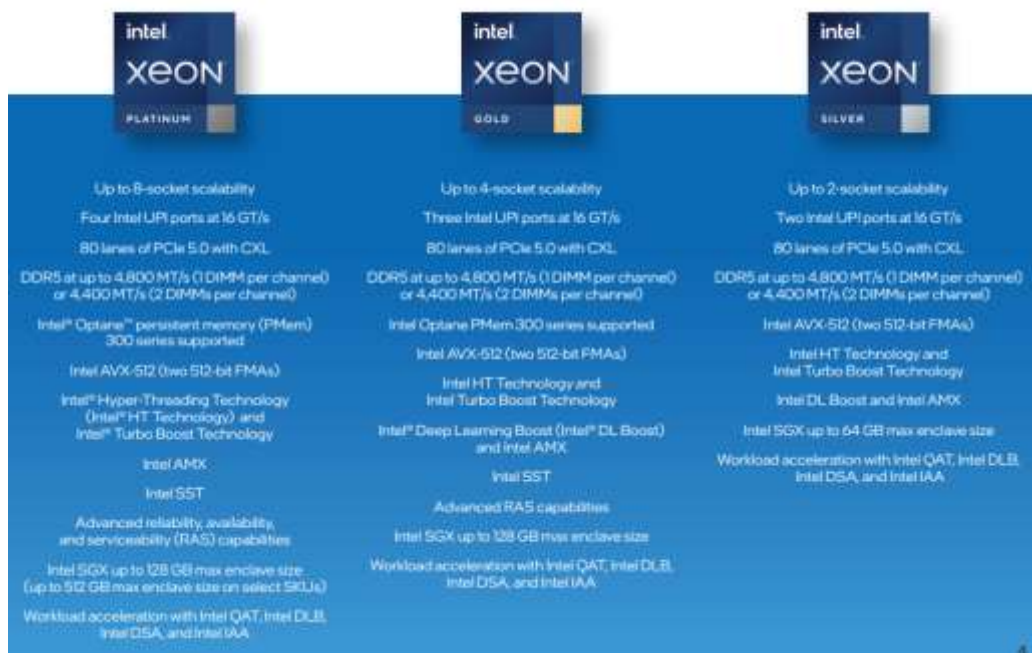 intel
XEON
PLATINUM
Up to 8-socket scalability
Four Intel UPI ports at 16 GT/s
80 lanes of PCIe 5.0 with CXL
DDR5 at up to 4,800 MT/s (1 DIMM per channel)
or 4,400 MT/s (2 DIMMs per channel)
Intel® Optane™ persistent memory (PMem)
300 series supported
Intel AVX-512 (two 512-bit FMAs)
Intel® Hyper-Threading Technology
(Intel® HT Technology) and
Intel® Turbo Boost Technology
Intel AMX
Intel SST
Advanced reliability, availability,
and serviceability (RAS) capabilities
Intel SGX up to 128 GB max enclave size
(up to 512 GB max enclave size on select SKUs)
Workload acceleration with Intel QAT, Intel DLB,
Intel DSA, and Intel IAA
intel
XEON
GOLD
Up to 4-socket scalability
Three Intel UPI ports at 16 GT/s
80 lanes of PCIe 5.0 with CXL
DDR5 at up to 4,800 MT/s (1 DIMM per channel)
or 4,400 MT/s (2 DIMMs per channel)
Intel Optane PMem 300 series supported
Intel AVX-512 (two 512-bit FMAs)
Intel HT Technology and
Intel Turbo Boost Technology
Intel® Deep Learning Boost (Intel® DL Boost)
and Intel AMX
Intel SST
Advanced RAS capabilities
Intel SGX up to 128 GB max enclave size
Workload acceleration with Intel QAT, Intel DLB,
Intel DSA, and Intel IAA
intel
XEON
SILVER
Up to 2-socket scalability
Two Intel UPI ports at 16 GT/s
80 lanes of PCIe 5.0 with CXL
DDR5 at up to 4,800 MT/s (1 DIMM per channel)
or 4,400 MT/s (2 DIMMs per channel)
Intel AVX-512 (two 512-bit FMAs)
Intel HT Technology and
Intel Turbo Boost Technology
Intel DL Boost and Intel AMX
Intel SGX up to 64 GB max enclave size
Workload acceleration with Intel QAT, Intel DLB,
Intel DSA, and Intel IAA